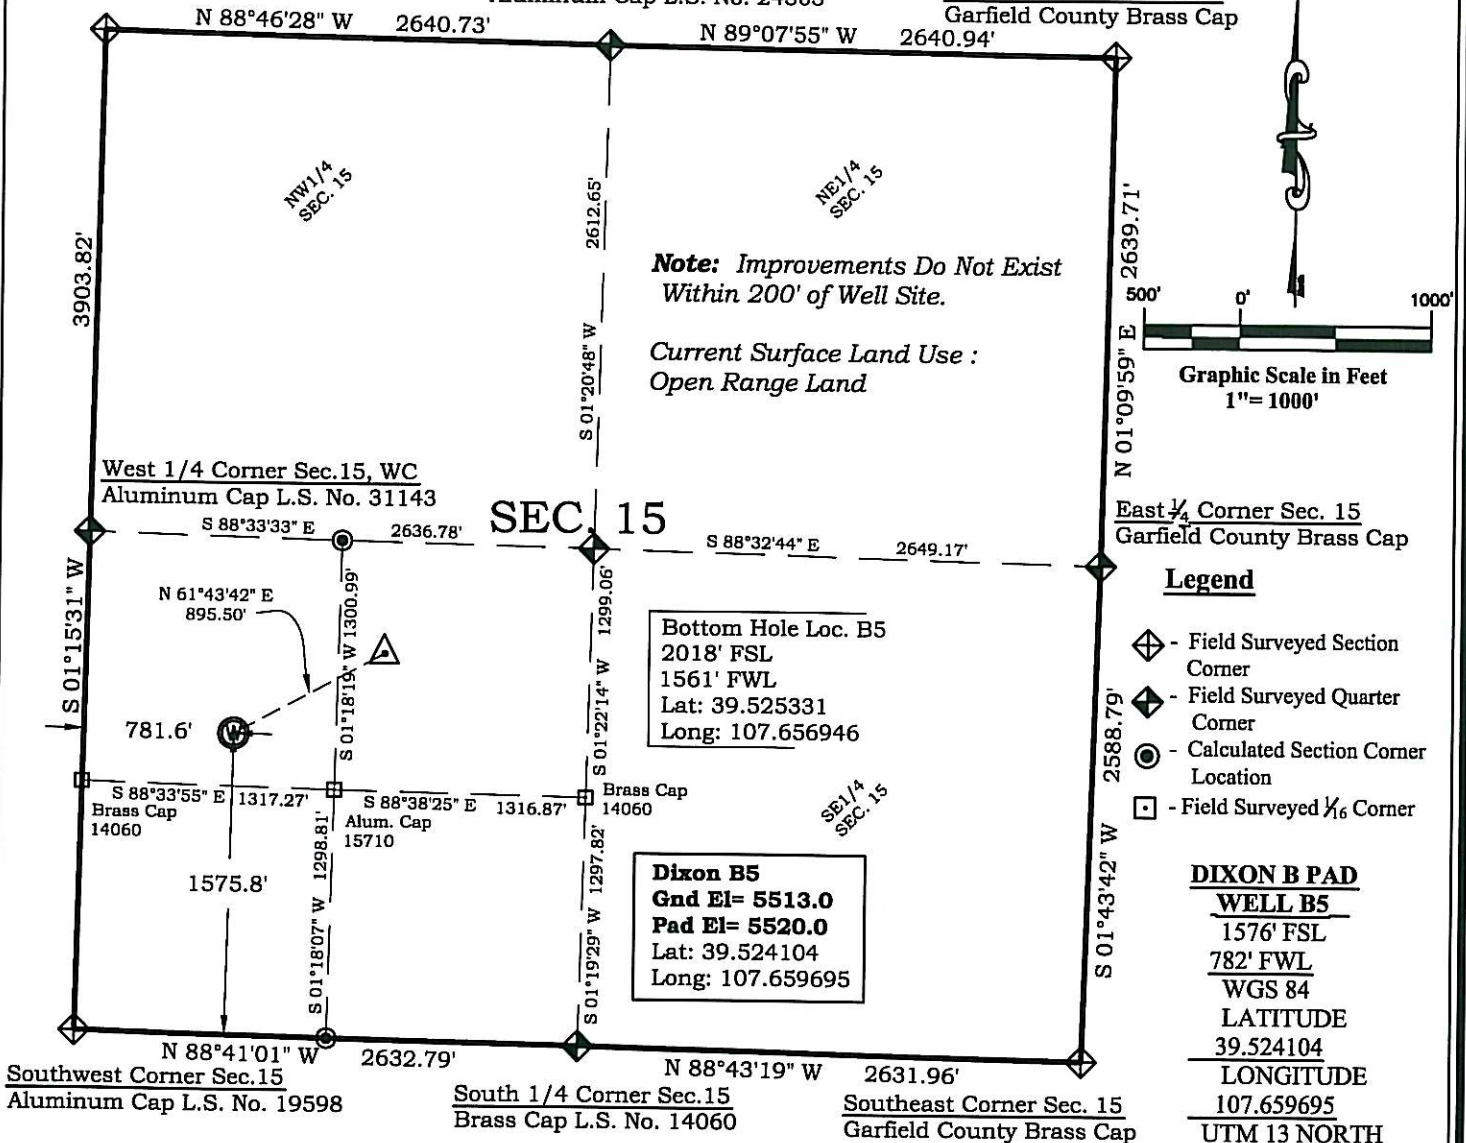 Garfield County Brass Cap
N 88°46'28" W 2640.73'
N 89°07'55" W 2640.94'
NW1/4
SEC. 15
NE1/4
SEC. 15
3903.82'
2612.65'
S 01°20'48" W
2639.71'
N 01°09'59" E
Note: Improvements Do Not Exist
Within 200' of Well Site.
Current Surface Land Use :
Open Range Land
500' 0' 1000'
Graphic Scale in Feet
1"= 1000'
West 1/4 Corner Sec.15, WC
Aluminum Cap L.S. No. 31143
S 88°33'33" E 2636.78'
SEC. 15
S 88°32'44" E 2649.17'
East 1/4 Corner Sec. 15
Garfield County Brass Cap
S 01°15'31" W
N 61°43'42" E
895.50'
S 01°18'19" W 1300.99'
S 01°22'14" W 1299.06'
Bottom Hole Loc. B5
2018' FSL
1561' FWL
Lat: 39.525331
Long: 107.656946
Legend
- Field Surveyed Section
Corner
- Field Surveyed Quarter
Corner
- Calculated Section Corner
Location
- Field Surveyed 1/16 Corner
781.6'
W
2588.79'
S 01°43'42" W
S 88°33'55" E 1317.27'
Brass Cap
14060
S 88°38'25" E 1316.87'
Alum. Cap
15710
Brass Cap
14060
SE1/4
SEC. 15
1575.8'
S 01°18'07" W 1298.81'
S 01°19'29" W 1297.82'
Dixon B5
Gnd El= 5513.0
Pad El= 5520.0
Lat: 39.524104
Long: 107.659695
DIXON B PAD
WELL B5
1576' FSL
782' FWL
WGS 84
LATITUDE
39.524104
LONGITUDE
107.659695
UTM 13 NORTH
N 88°41'01" W 2632.79'
N 88°43'19" W 2631.96'
Southwest Corner Sec.15
Aluminum Cap L.S. No. 19598
South 1/4 Corner Sec.15
Brass Cap L.S. No. 14060
Southeast Corner Sec. 15
Garfield County Brass Cap